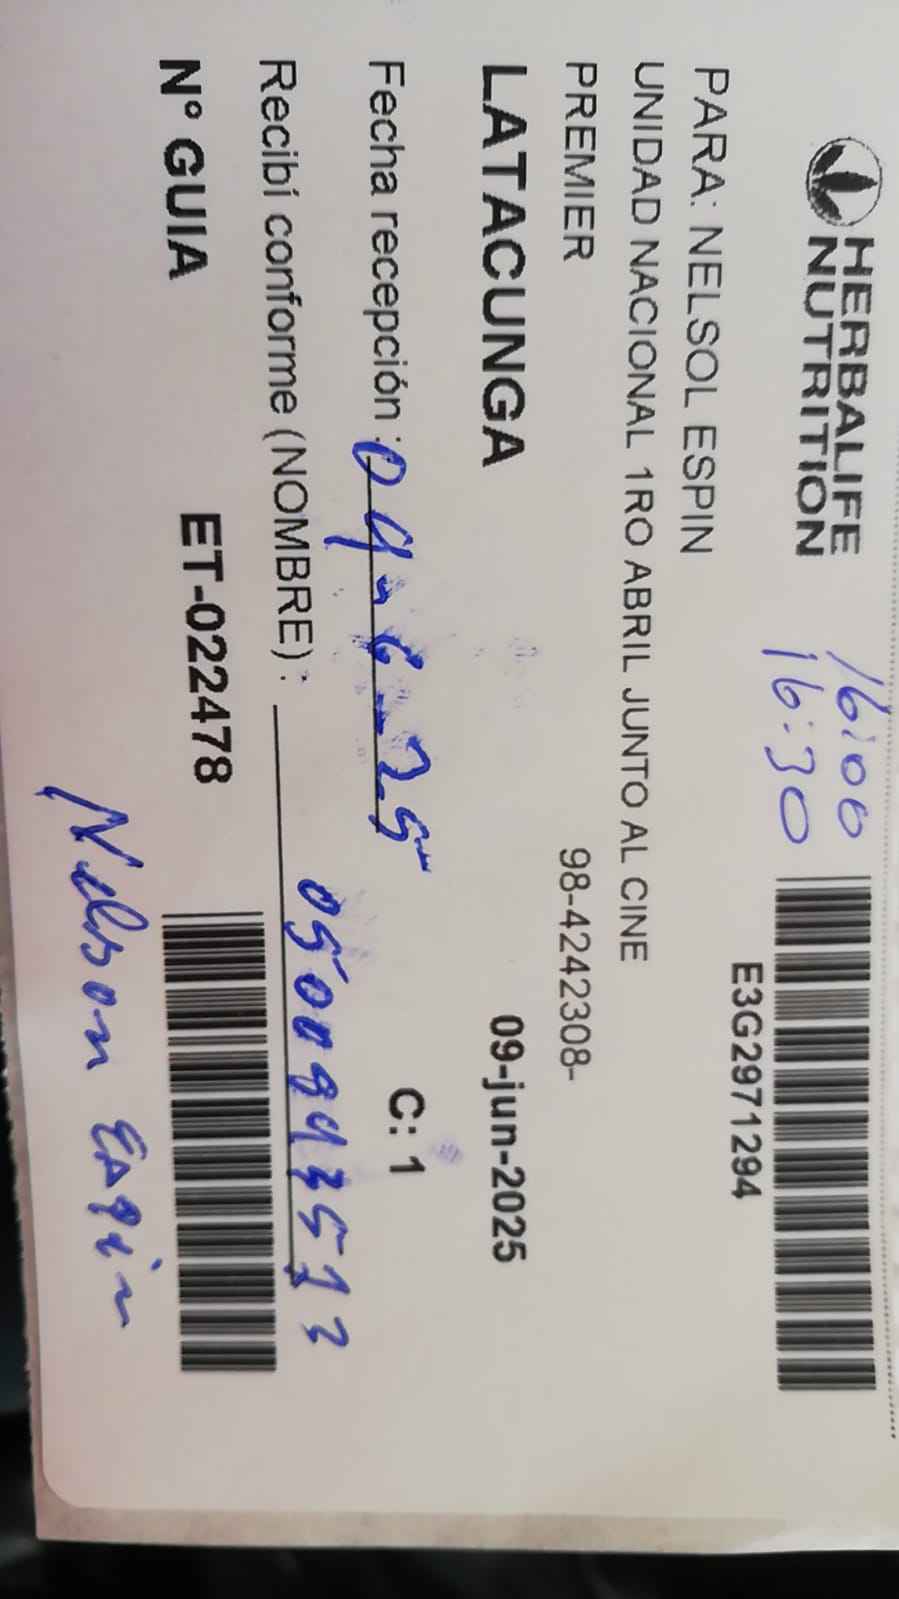 HERBALIFE
NUTRITION
16:00
16:30
E3G2971294
PARA: NELSOL ESPIN
UNIDAD NACIONAL 1RO ABRIL JUNTO AL CINE
PREMIER 98-4242308-
LATACUNGA 09-jun-2025
Fecha recepción : 09-6-25 C: 1
Recibí conforme (NOMBRE) :
Nº GUIA ET-022478
Nelson Espin